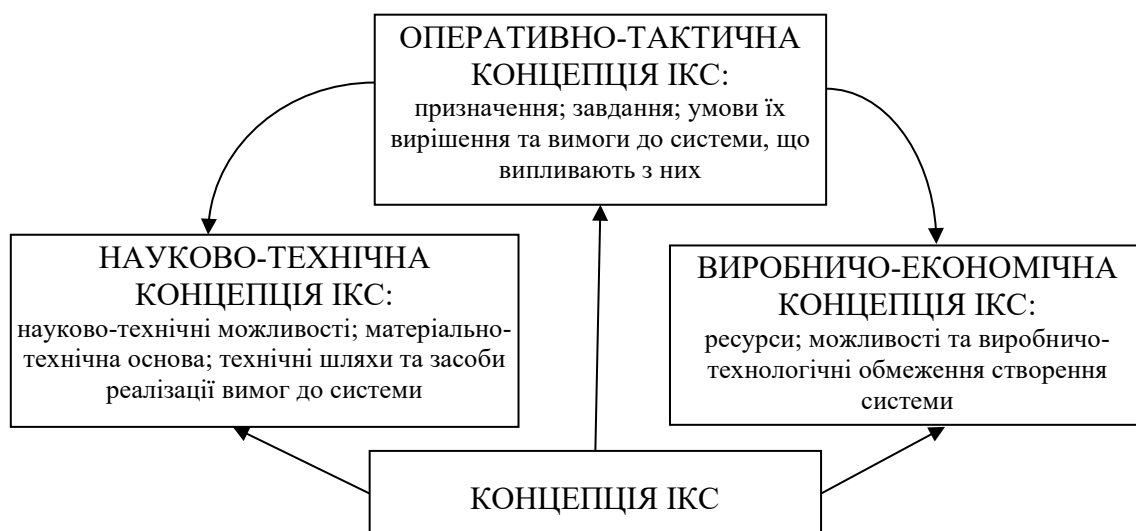 ОПЕРАТИВНО-ТАКТИЧНА
КОНЦЕПЦІЯ ІКС:
призначення; завдання; умови їх
вирішення та вимоги до системи, що
випливають з них
НАУКОВО-ТЕХНІЧНА
КОНЦЕПЦІЯ ІКС:
науково-технічні можливості; матеріально-
технічна основа; технічні шляхи та засоби
реалізації вимог до системи
ВИРОБНИЧО-ЕКОНОМІЧНА
КОНЦЕПЦІЯ ІКС:
ресурси; можливості та виробничо-
технологічні обмеження створення
системи
КОНЦЕПЦІЯ ІКС